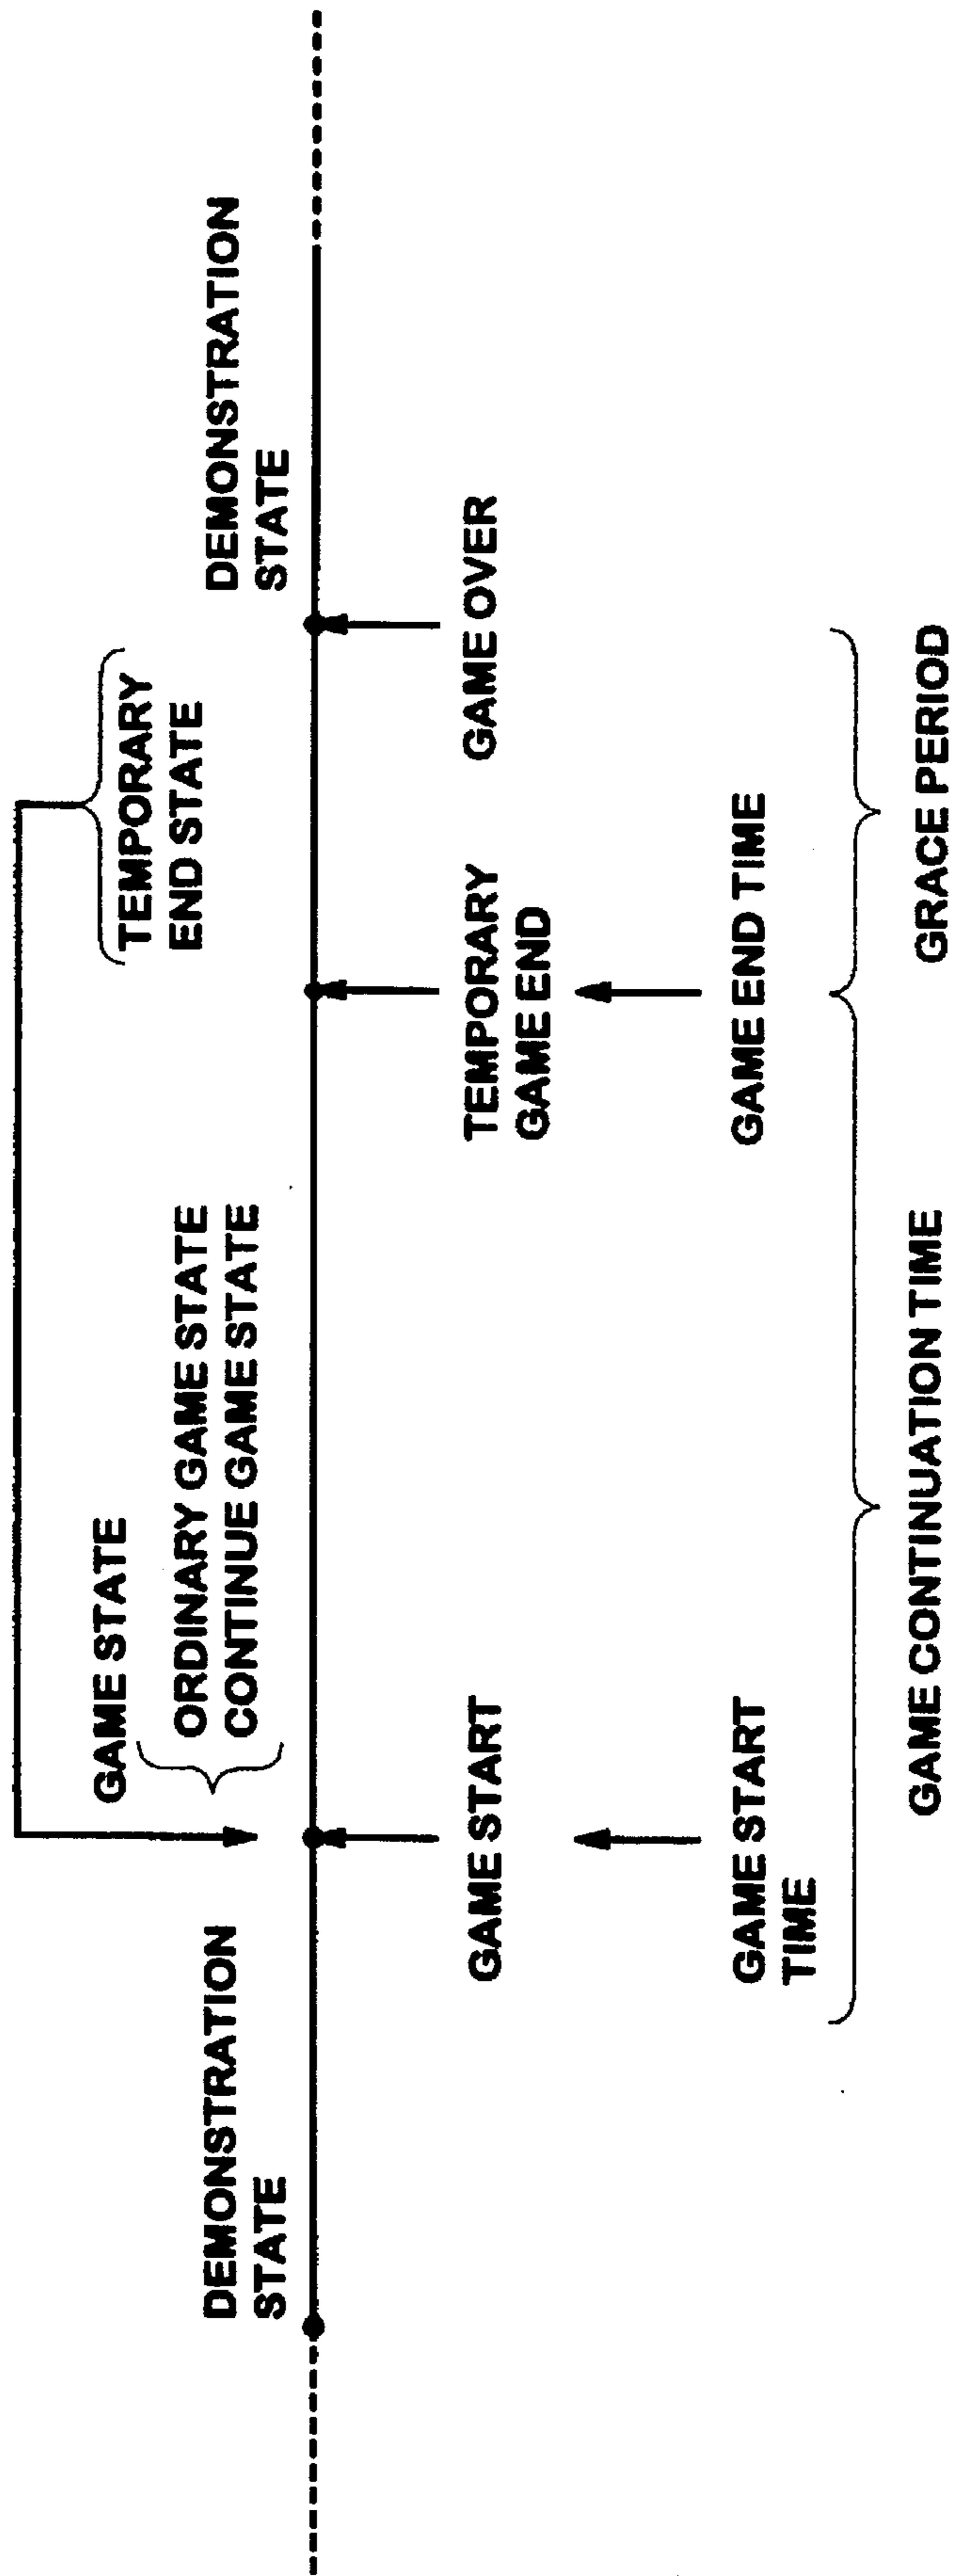 TEMPORARY
END STATE
GAME STATE
ORDINARY GAME STATE
CONTINUE GAME STATE
DEMONSTRATION
STATE
DEMONSTRATION
STATE
GAME START
TEMPORARY
GAME END
GAME OVER
GAME START
TIME
GAME END TIME
GAME CONTINUATION TIME
GRACE PERIOD